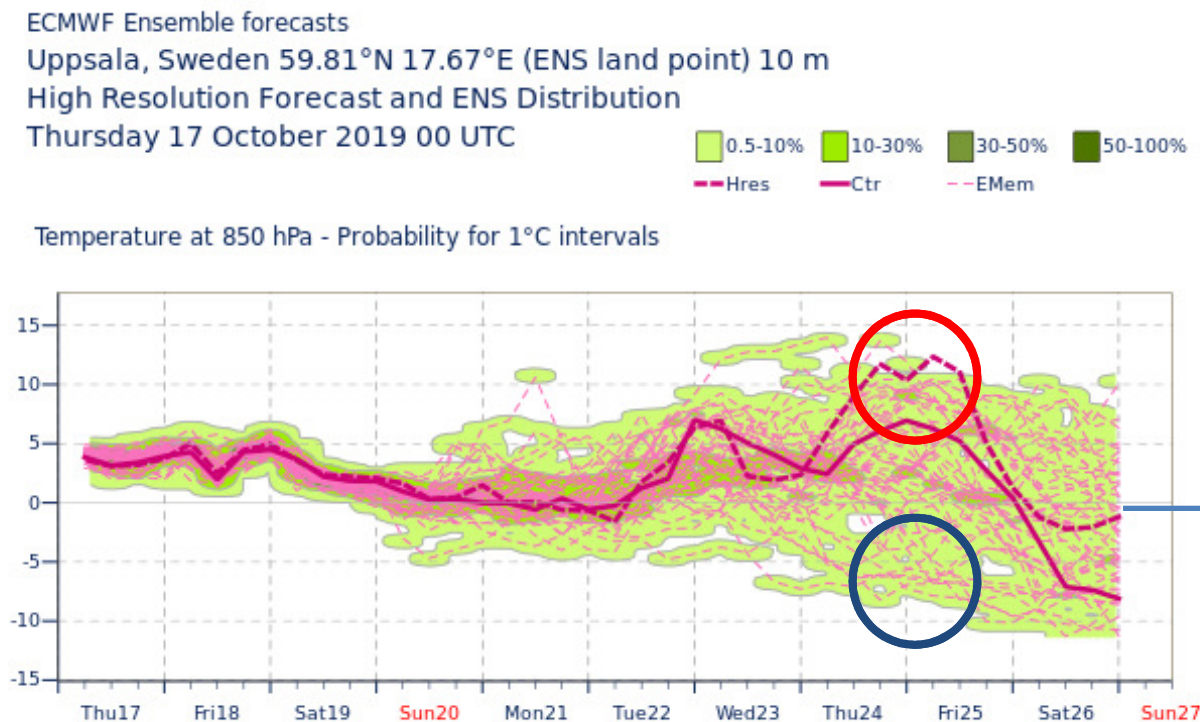 ECMWF Ensemble forecasts
Uppsala, Sweden 59.81°N 17.67°E (ENS land point) 10 m
High Resolution Forecast and ENS Distribution
Thursday 17 October 2019 00 UTC
0.5-10% 10-30% 30-50% 50-100%
Hres Ctr EMem
Temperature at 850 hPa - Probability for 1°C intervals
15
10
5
0
-5
-10
-15
Thu17 Fri18 Sat19 Sun20 Mon21 Tue22 Wed23 Thu24 Fri25 Sat26 Sun27